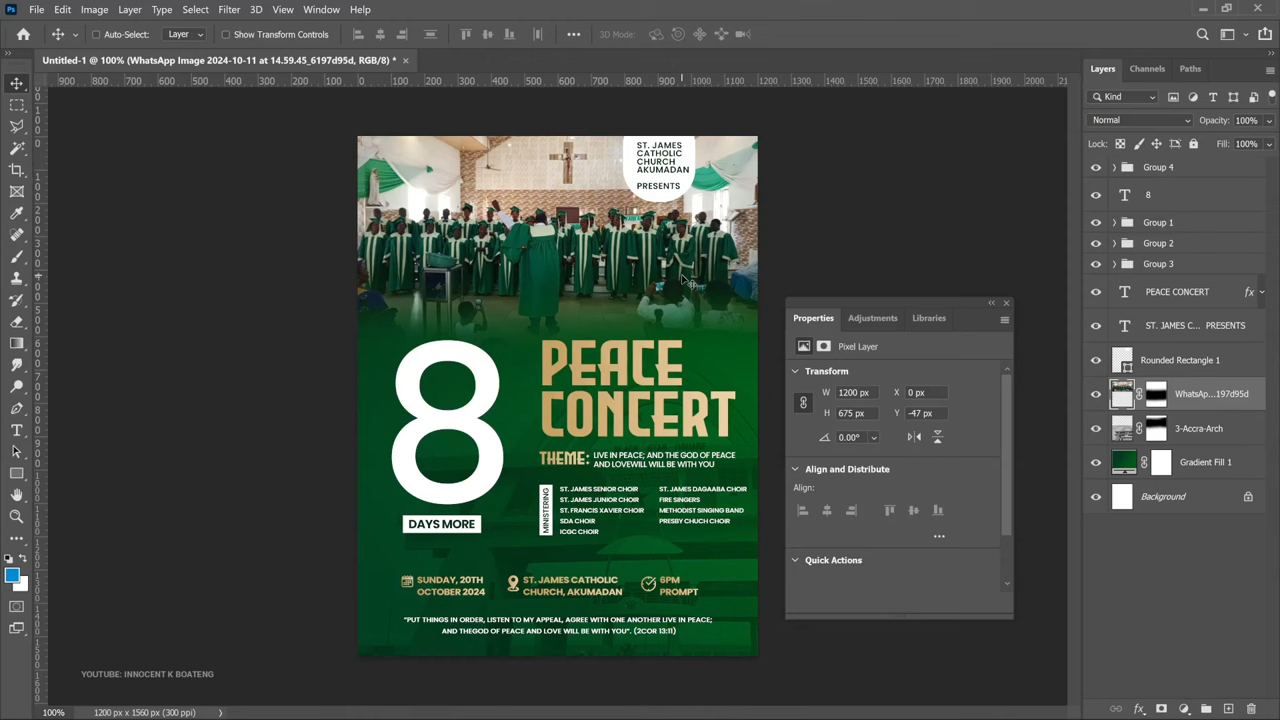 File Edit Image Layer Type Select Filter 3D View Window Help
Auto-Select: Layer Show Transform Controls 3D Mode:
Untitled-1 @ 100% (WhatsApp Image 2024-10-11 at 14.59.45_6197d95d, RGB/8) *
ST. JAMES
CATHOLIC
CHURCH
AKUMADAN
PRESENTS
8
DAYS MORE
PEACE
CONCERT
THEME: LIVE IN PEACE; AND THE GOD OF PEACE
AND LOVEWILL WILL BE WITH YOU
MINISTERING
ST. JAMES SENIOR CHOIR
ST. JAMES JUNIOR CHOIR
ST. FRANCIS XAVIER CHOIR
SDA CHOIR
ICGC CHOIR
ST. JAMES DAGAABA CHOIR
FIRE SINGERS
METHODIST SINGING BAND
PRESBY CHUCH CHOIR
SUNDAY, 20TH
OCTOBER 2024
ST. JAMES CATHOLIC
CHURCH, AKUMADAN
6PM
PROMPT
"PUT THINGS IN ORDER, LISTEN TO MY APPEAL, AGREE WITH ONE ANOTHER LIVE IN PEACE;
AND THEGOD OF PEACE AND LOVE WILL BE WITH YOU". (2COR 13:11)
YOUTUBE: INNOCENT K BOATENG
100% 1200 px x 1560 px (300 ppi)
Properties Adjustments Libraries
Pixel Layer
Transform
W 1200 px X 0 px
H 675 px Y -47 px
0.00°
Align and Distribute
Align:
Quick Actions
Layers Channels Paths
Kind
Normal Opacity: 100%
Lock: Fill: 100%
Group 4
8
Group 1
Group 2
Group 3
PEACE CONCERT fx
ST. JAMES C... PRESENTS
Rounded Rectangle 1
WhatsAp...197d95d
3-Accra-Arch
Gradient Fill 1
Background